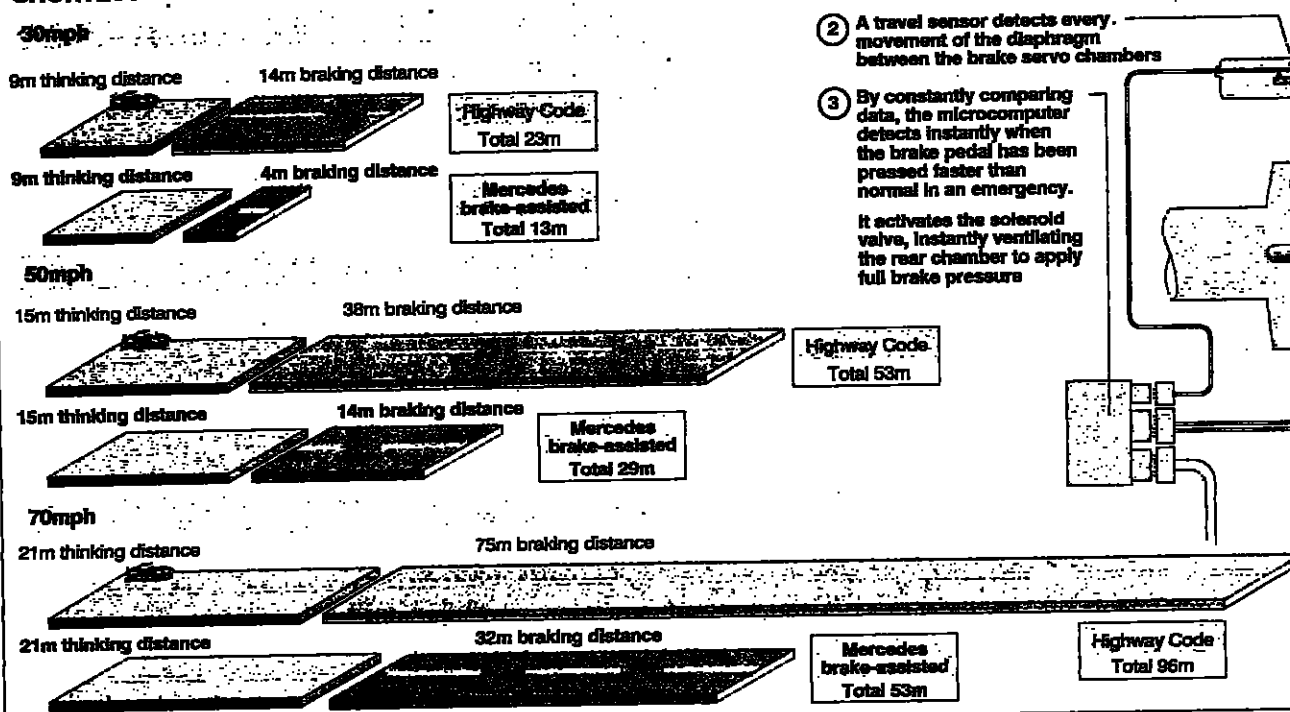 30mph
9m thinking distance
14m braking distance
Highway Code
Total 23m
9m thinking distance
4m braking distance
Mercedes
brake-assisted
Total 13m
50mph
15m thinking distance
38m braking distance
Highway Code
Total 53m
15m thinking distance
14m braking distance
Mercedes
brake-assisted
Total 29m
70mph
21m thinking distance
75m braking distance
Highway Code
Total 96m
21m thinking distance
32m braking distance
Mercedes
brake-assisted
Total 53m
2 A travel sensor detects every
movement of the diaphragm
between the brake servo chambers
3 By constantly comparing
data, the microcomputer
detects instantly when
the brake pedal has been
pressed faster than
normal in an emergency.
It activates the solenoid
valve, instantly ventilating
the rear chamber to apply
full brake pressure